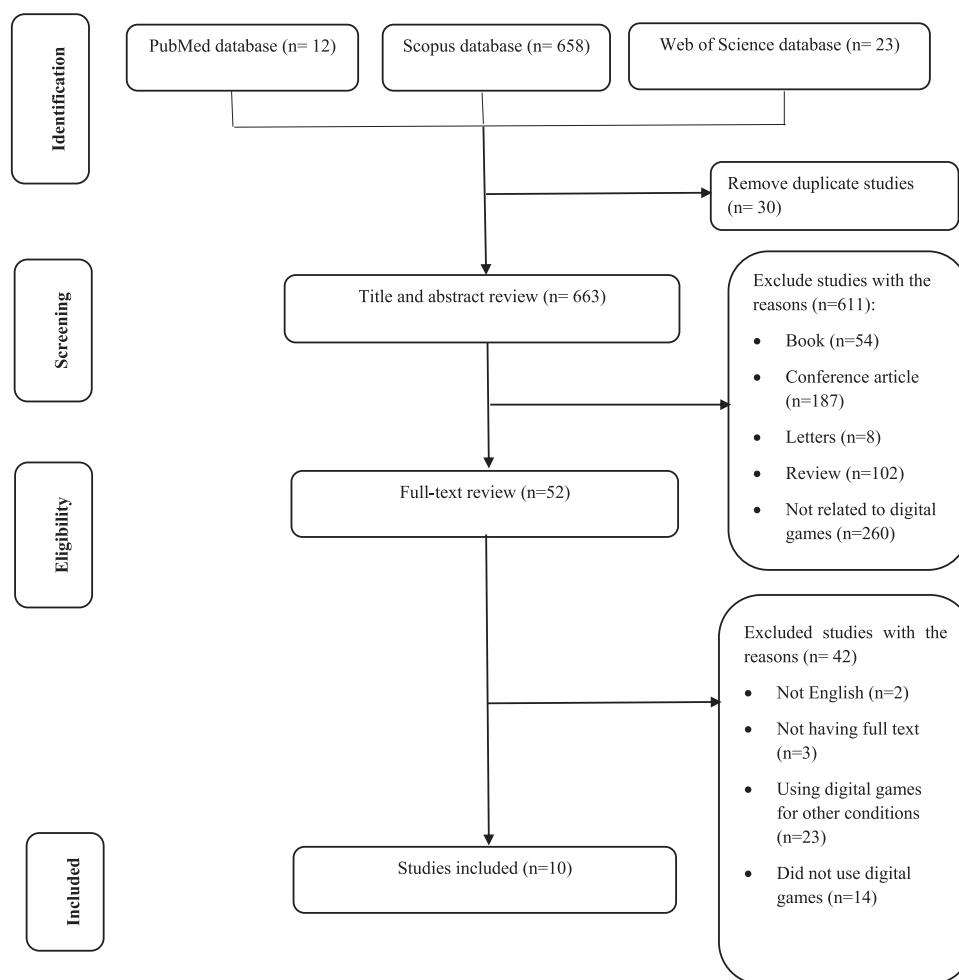 Identification
PubMed database (n= 12)
Scopus database (n= 658)
Web of Science database (n= 23)
Remove duplicate studies
(n= 30)
Screening
Title and abstract review (n= 663)
Exclude studies with the
reasons (n=611):
• Book (n=54)
• Conference article
(n=187)
• Letters (n=8)
• Review (n=102)
• Not related to digital
games (n=260)
Eligibility
Full-text review (n=52)
Excluded studies with the
reasons (n= 42)
• Not English (n=2)
• Not having full text
(n=3)
• Using digital games
for other conditions
(n=23)
• Did not use digital
games (n=14)
Included
Studies included (n=10)